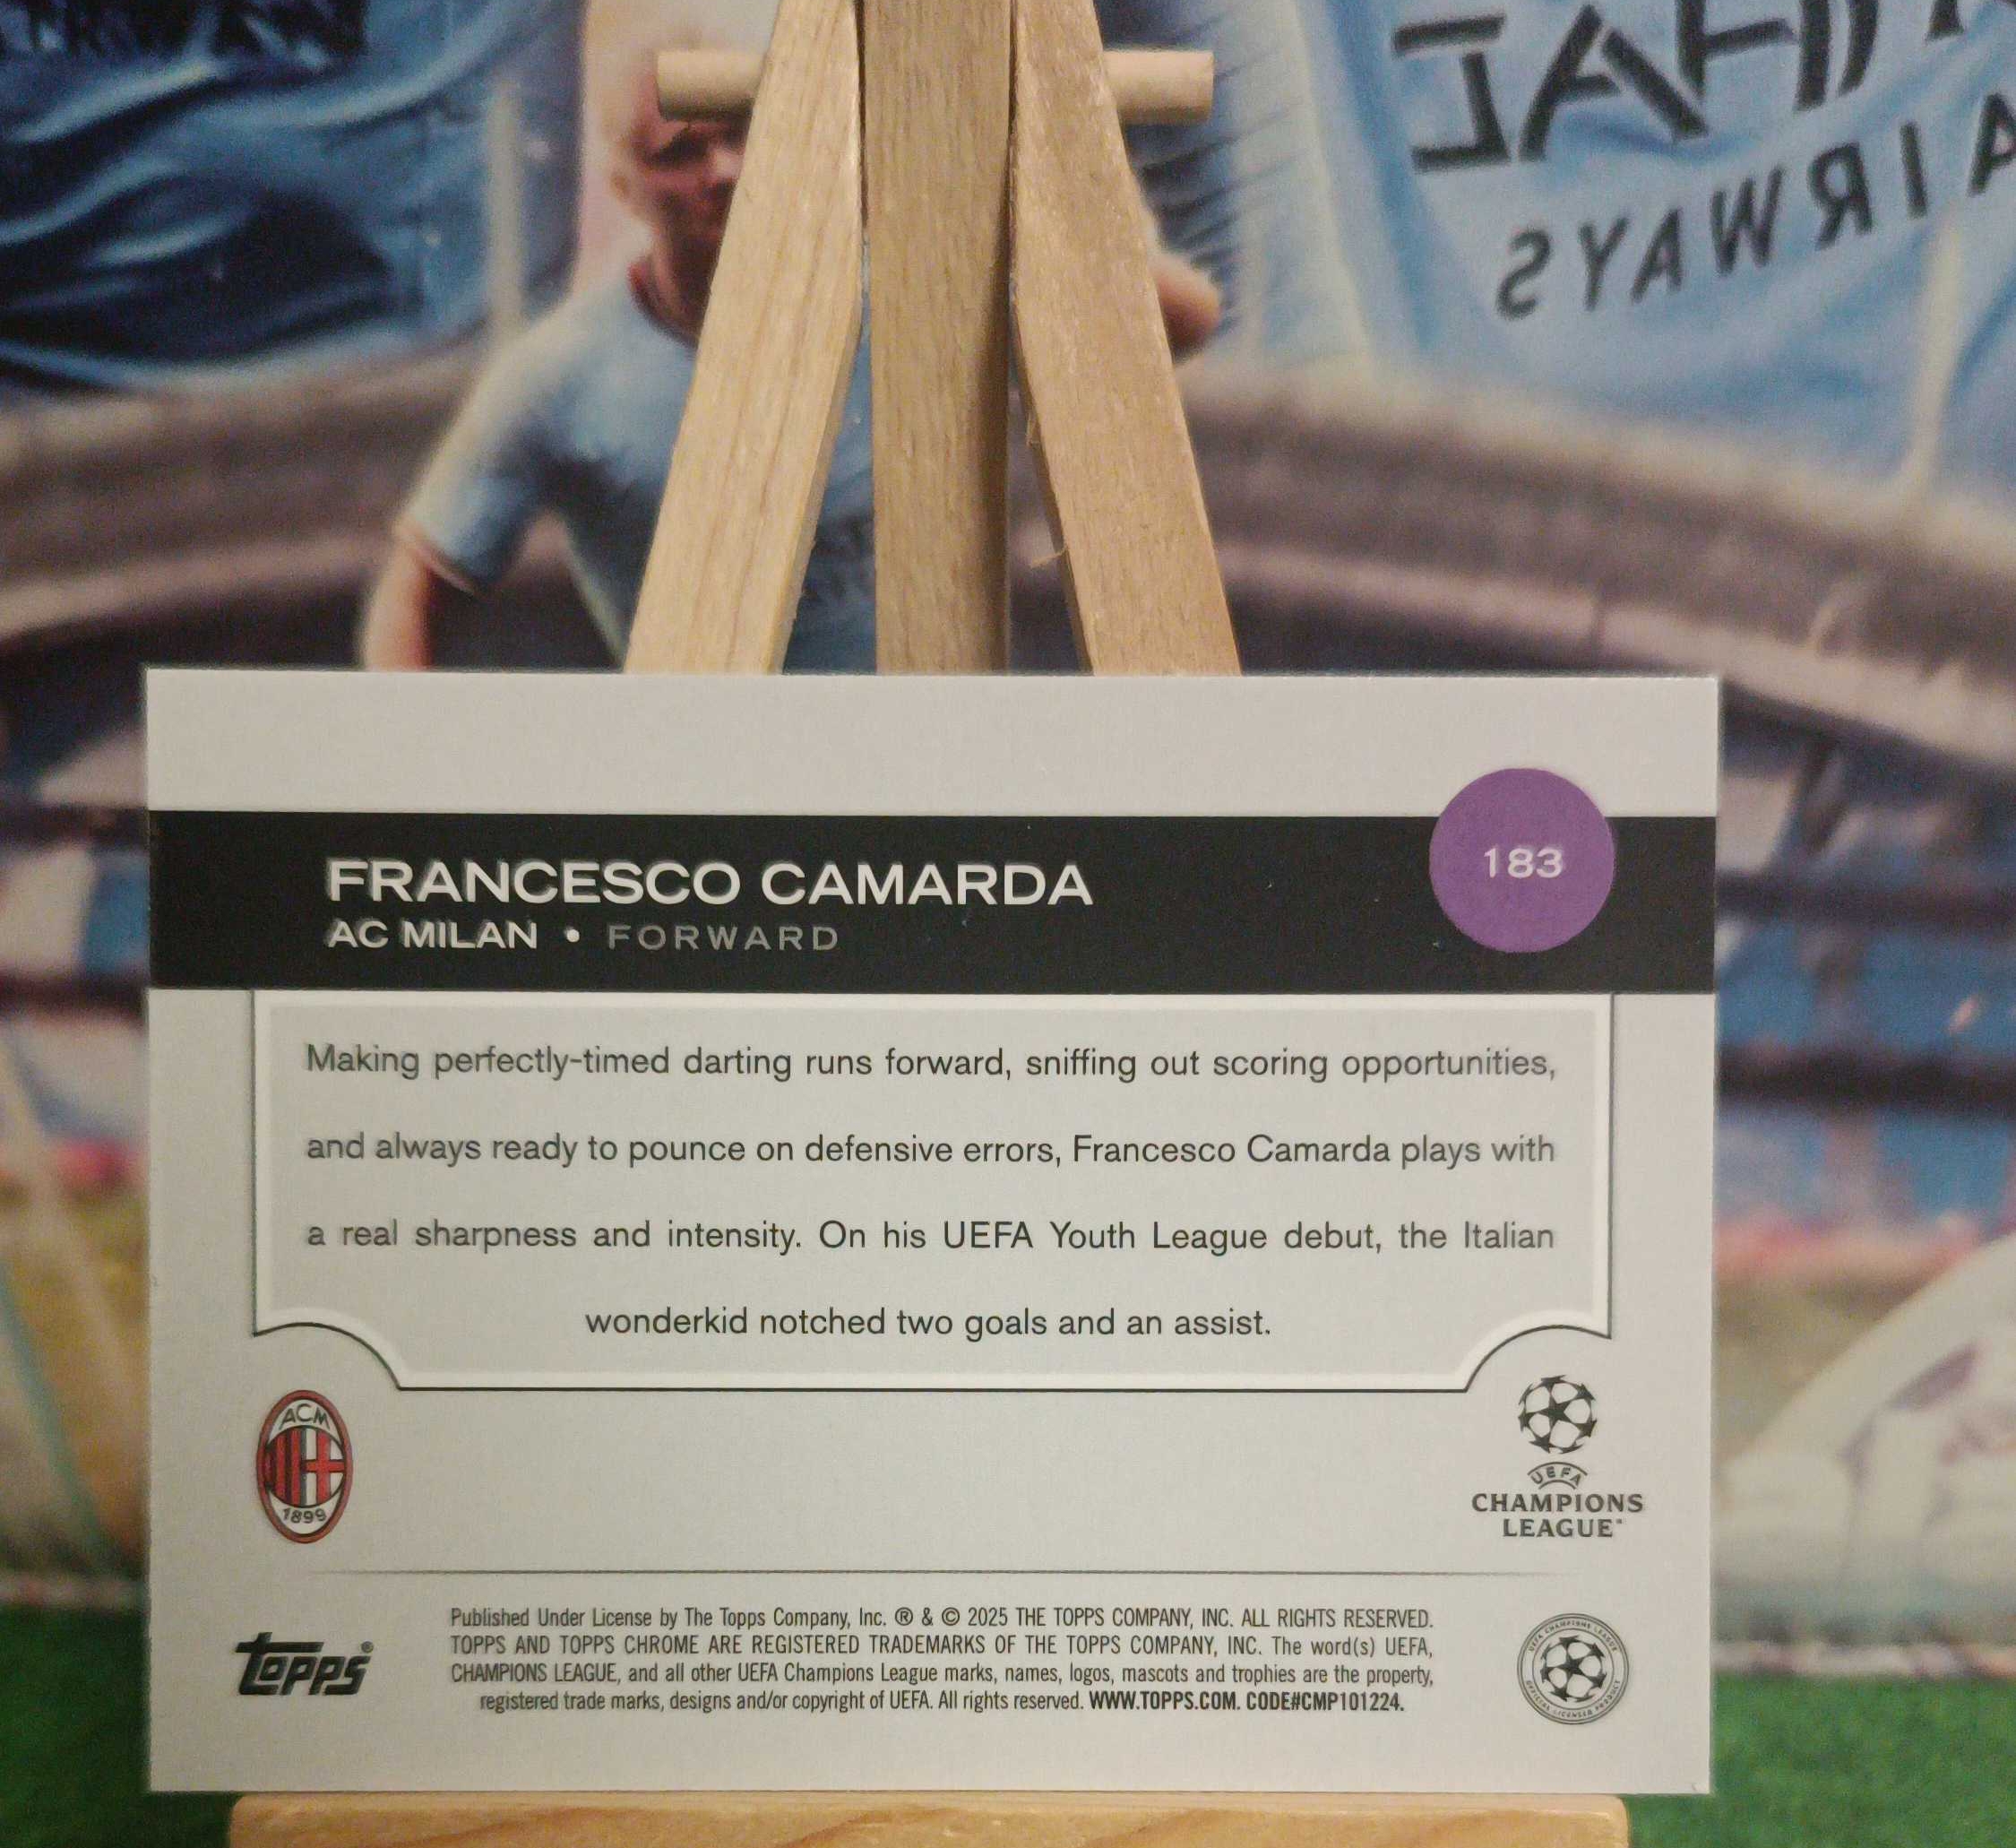 AIRWAYS
FRANCESCO CAMARDA
183
AC MILAN • FORWARD
Making perfectly-timed darting runs forward, sniffing out scoring opportunities,
and always ready to pounce on defensive errors, Francesco Camarda plays with
a real sharpness and intensity. On his UEFA Youth League debut, the Italian
wonderkid notched two goals and an assist.
ACM
1899
UEFA
CHAMPIONS
LEAGUE
topps®
Published Under License by The Topps Company, Inc. ® & © 2025 THE TOPPS COMPANY, INC. ALL RIGHTS RESERVED.
TOPPS AND TOPPS CHROME ARE REGISTERED TRADEMARKS OF THE TOPPS COMPANY, INC. The word(s) UEFA,
CHAMPIONS LEAGUE, and all other UEFA Champions League marks, names, logos, mascots and trophies are the property,
registered trade marks, designs and/or copyright of UEFA. All rights reserved. WWW.TOPPS.COM. CODE#CMP101224.
UEFA CHAMPIONS LEAGUE
OFFICIAL LICENSED PRODUCT